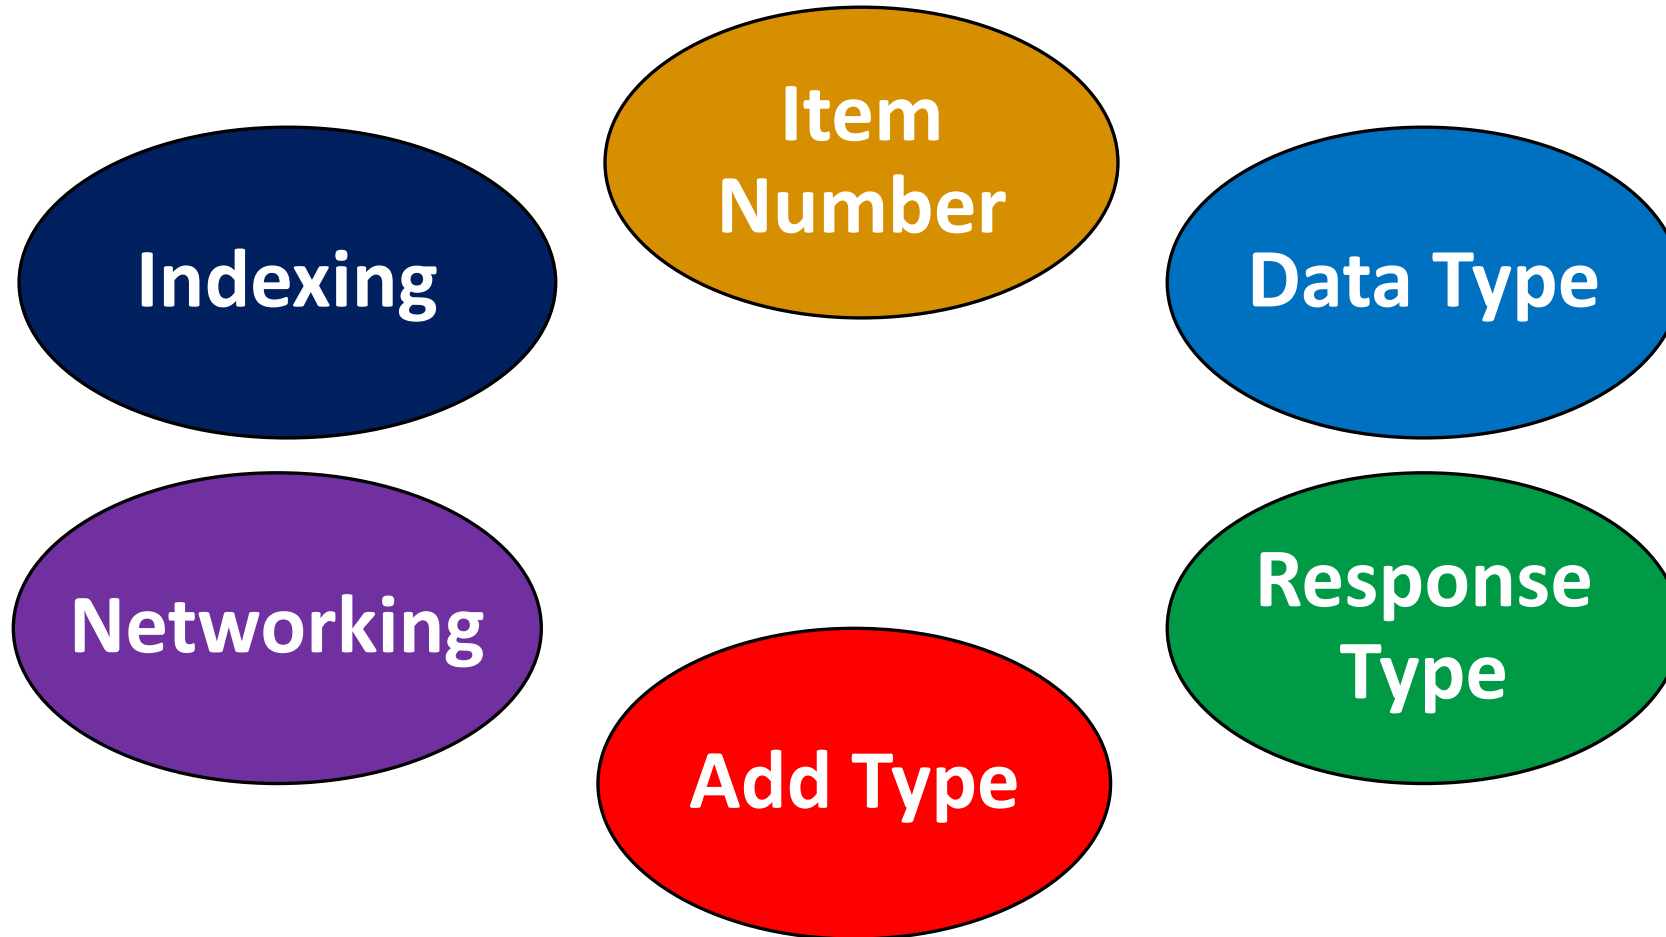 Item
Number
Indexing
Data Type
Networking
Response
Type
Add Type